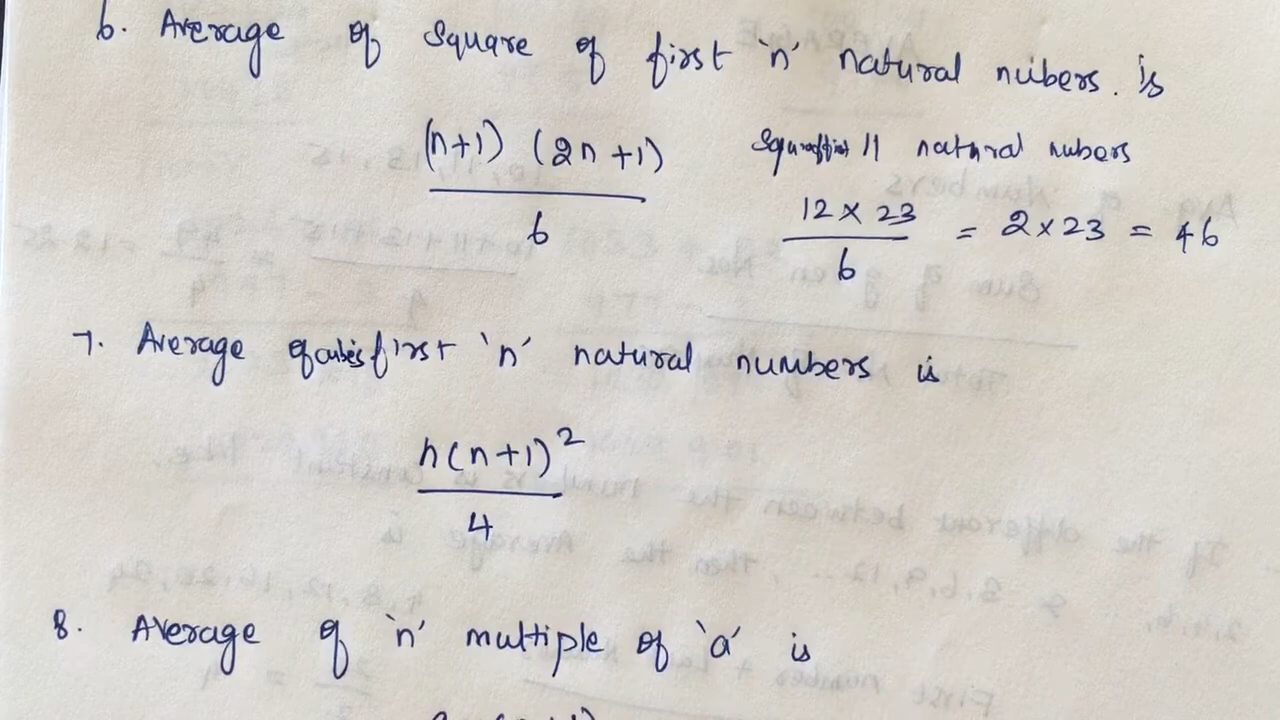 6. Average of square of first 'n' natural nubers. is
(n+1) (2n+1) / 6
Squareoffirst 11 natural nubers
12 × 23 / 6 = 2 × 23 = 46
7. Average of cubes first 'n' natural numbers is
n(n+1)² / 4
8. Average of 'n' multiple of 'a' is